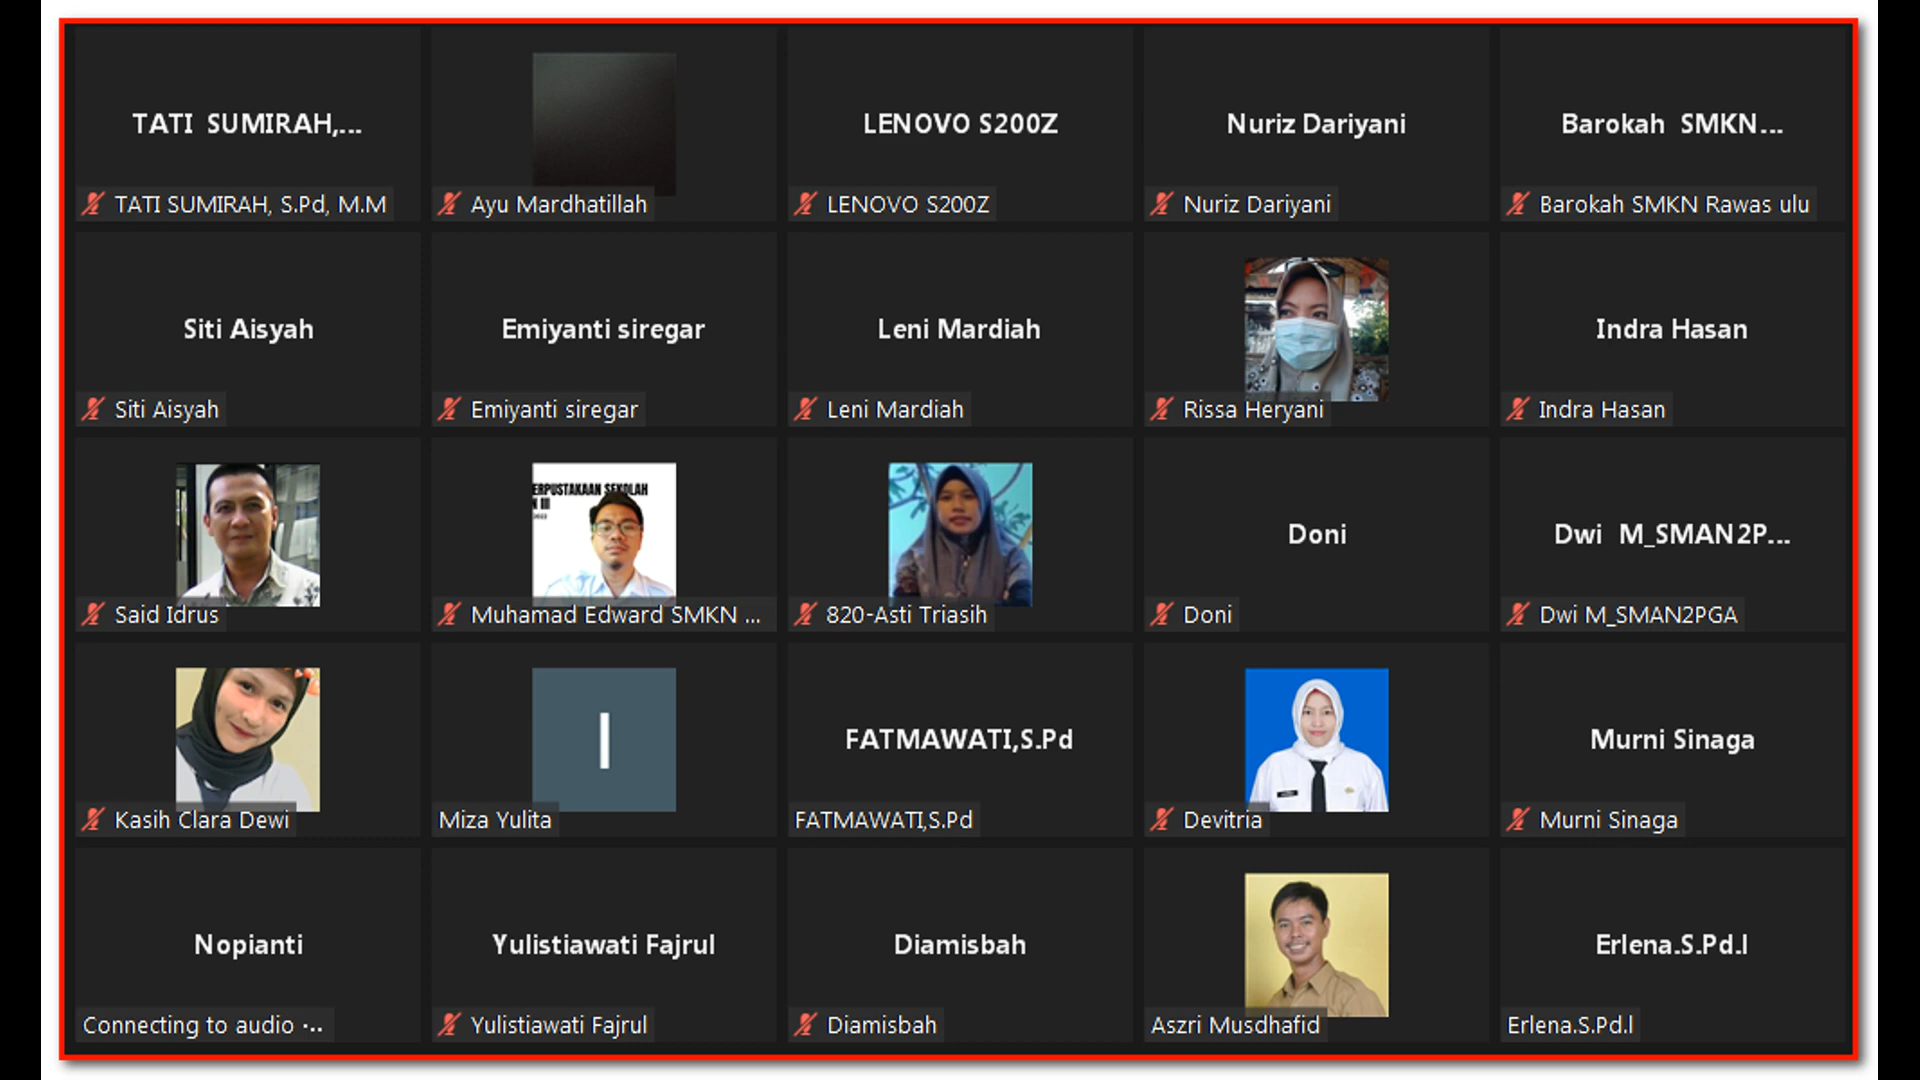 TATI SUMIRAH,...
TATI SUMIRAH, S.Pd, M.M
Ayu Mardhatillah
LENOVO S200Z
LENOVO S200Z
Nuriz Dariyani
Nuriz Dariyani
Barokah SMKN...
Barokah SMKN Rawas ulu
Siti Aisyah
Siti Aisyah
Emiyanti siregar
Emiyanti siregar
Leni Mardiah
Leni Mardiah
Rissa Heryani
Indra Hasan
Indra Hasan
Said Idrus
ERPUSTAKAAN SEKOLAH
N III
2022
Muhamad Edward SMKN ...
820-Asti Triasih
Doni
Doni
Dwi M_SMAN2P...
Dwi M_SMAN2PGA
Kasih Clara Dewi
I
Miza Yulita
FATMAWATI,S.Pd
FATMAWATI,S.Pd
Devitria
Murni Sinaga
Murni Sinaga
Nopianti
Connecting to audio ...
Yulistiawati Fajrul
Yulistiawati Fajrul
Diamisbah
Diamisbah
Aszri Musdhafid
Erlena.S.Pd.I
Erlena.S.Pd.I